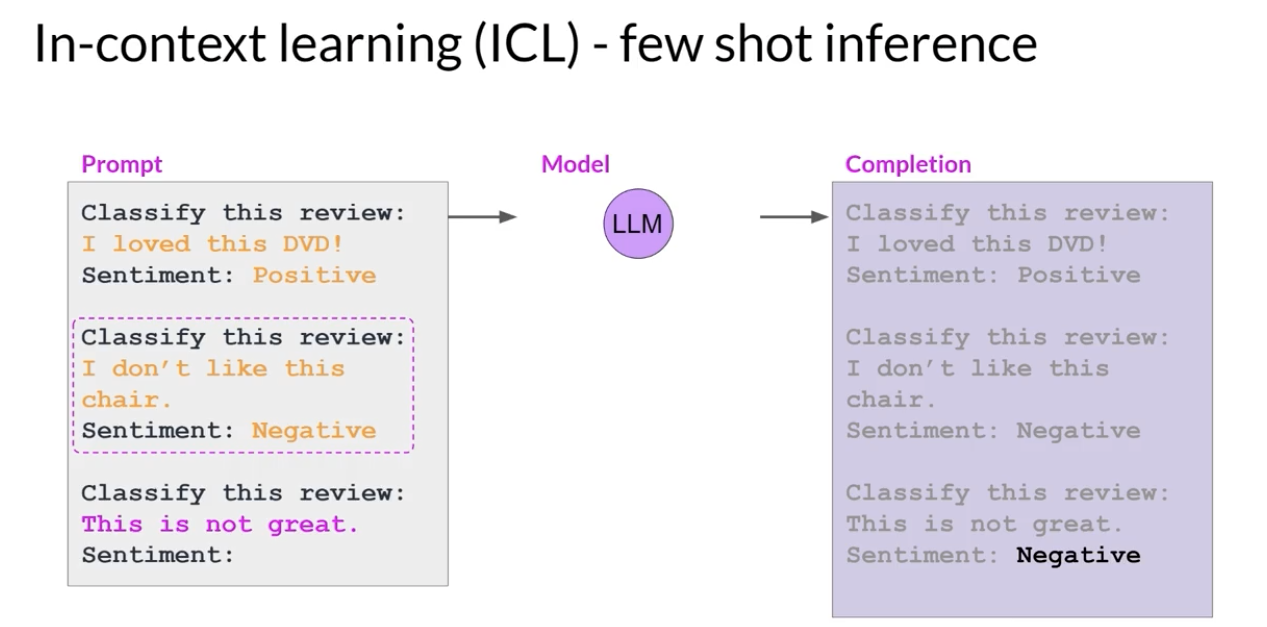 In-context learning (ICL) - few shot inference
Prompt
Classify this review:
I loved this DVD!
Sentiment: Positive
Classify this review:
I don’t like this
chair.
Sentiment: Negative
Classify this review:
This is not great.
Sentiment:
Model
LLM
Completion
Classify this review:
I loved this DVD!
Sentiment: Positive
Classify this review:
I don’t like this
chair.
Sentiment: Negative
Classify this review:
This is not great.
Sentiment: Negative